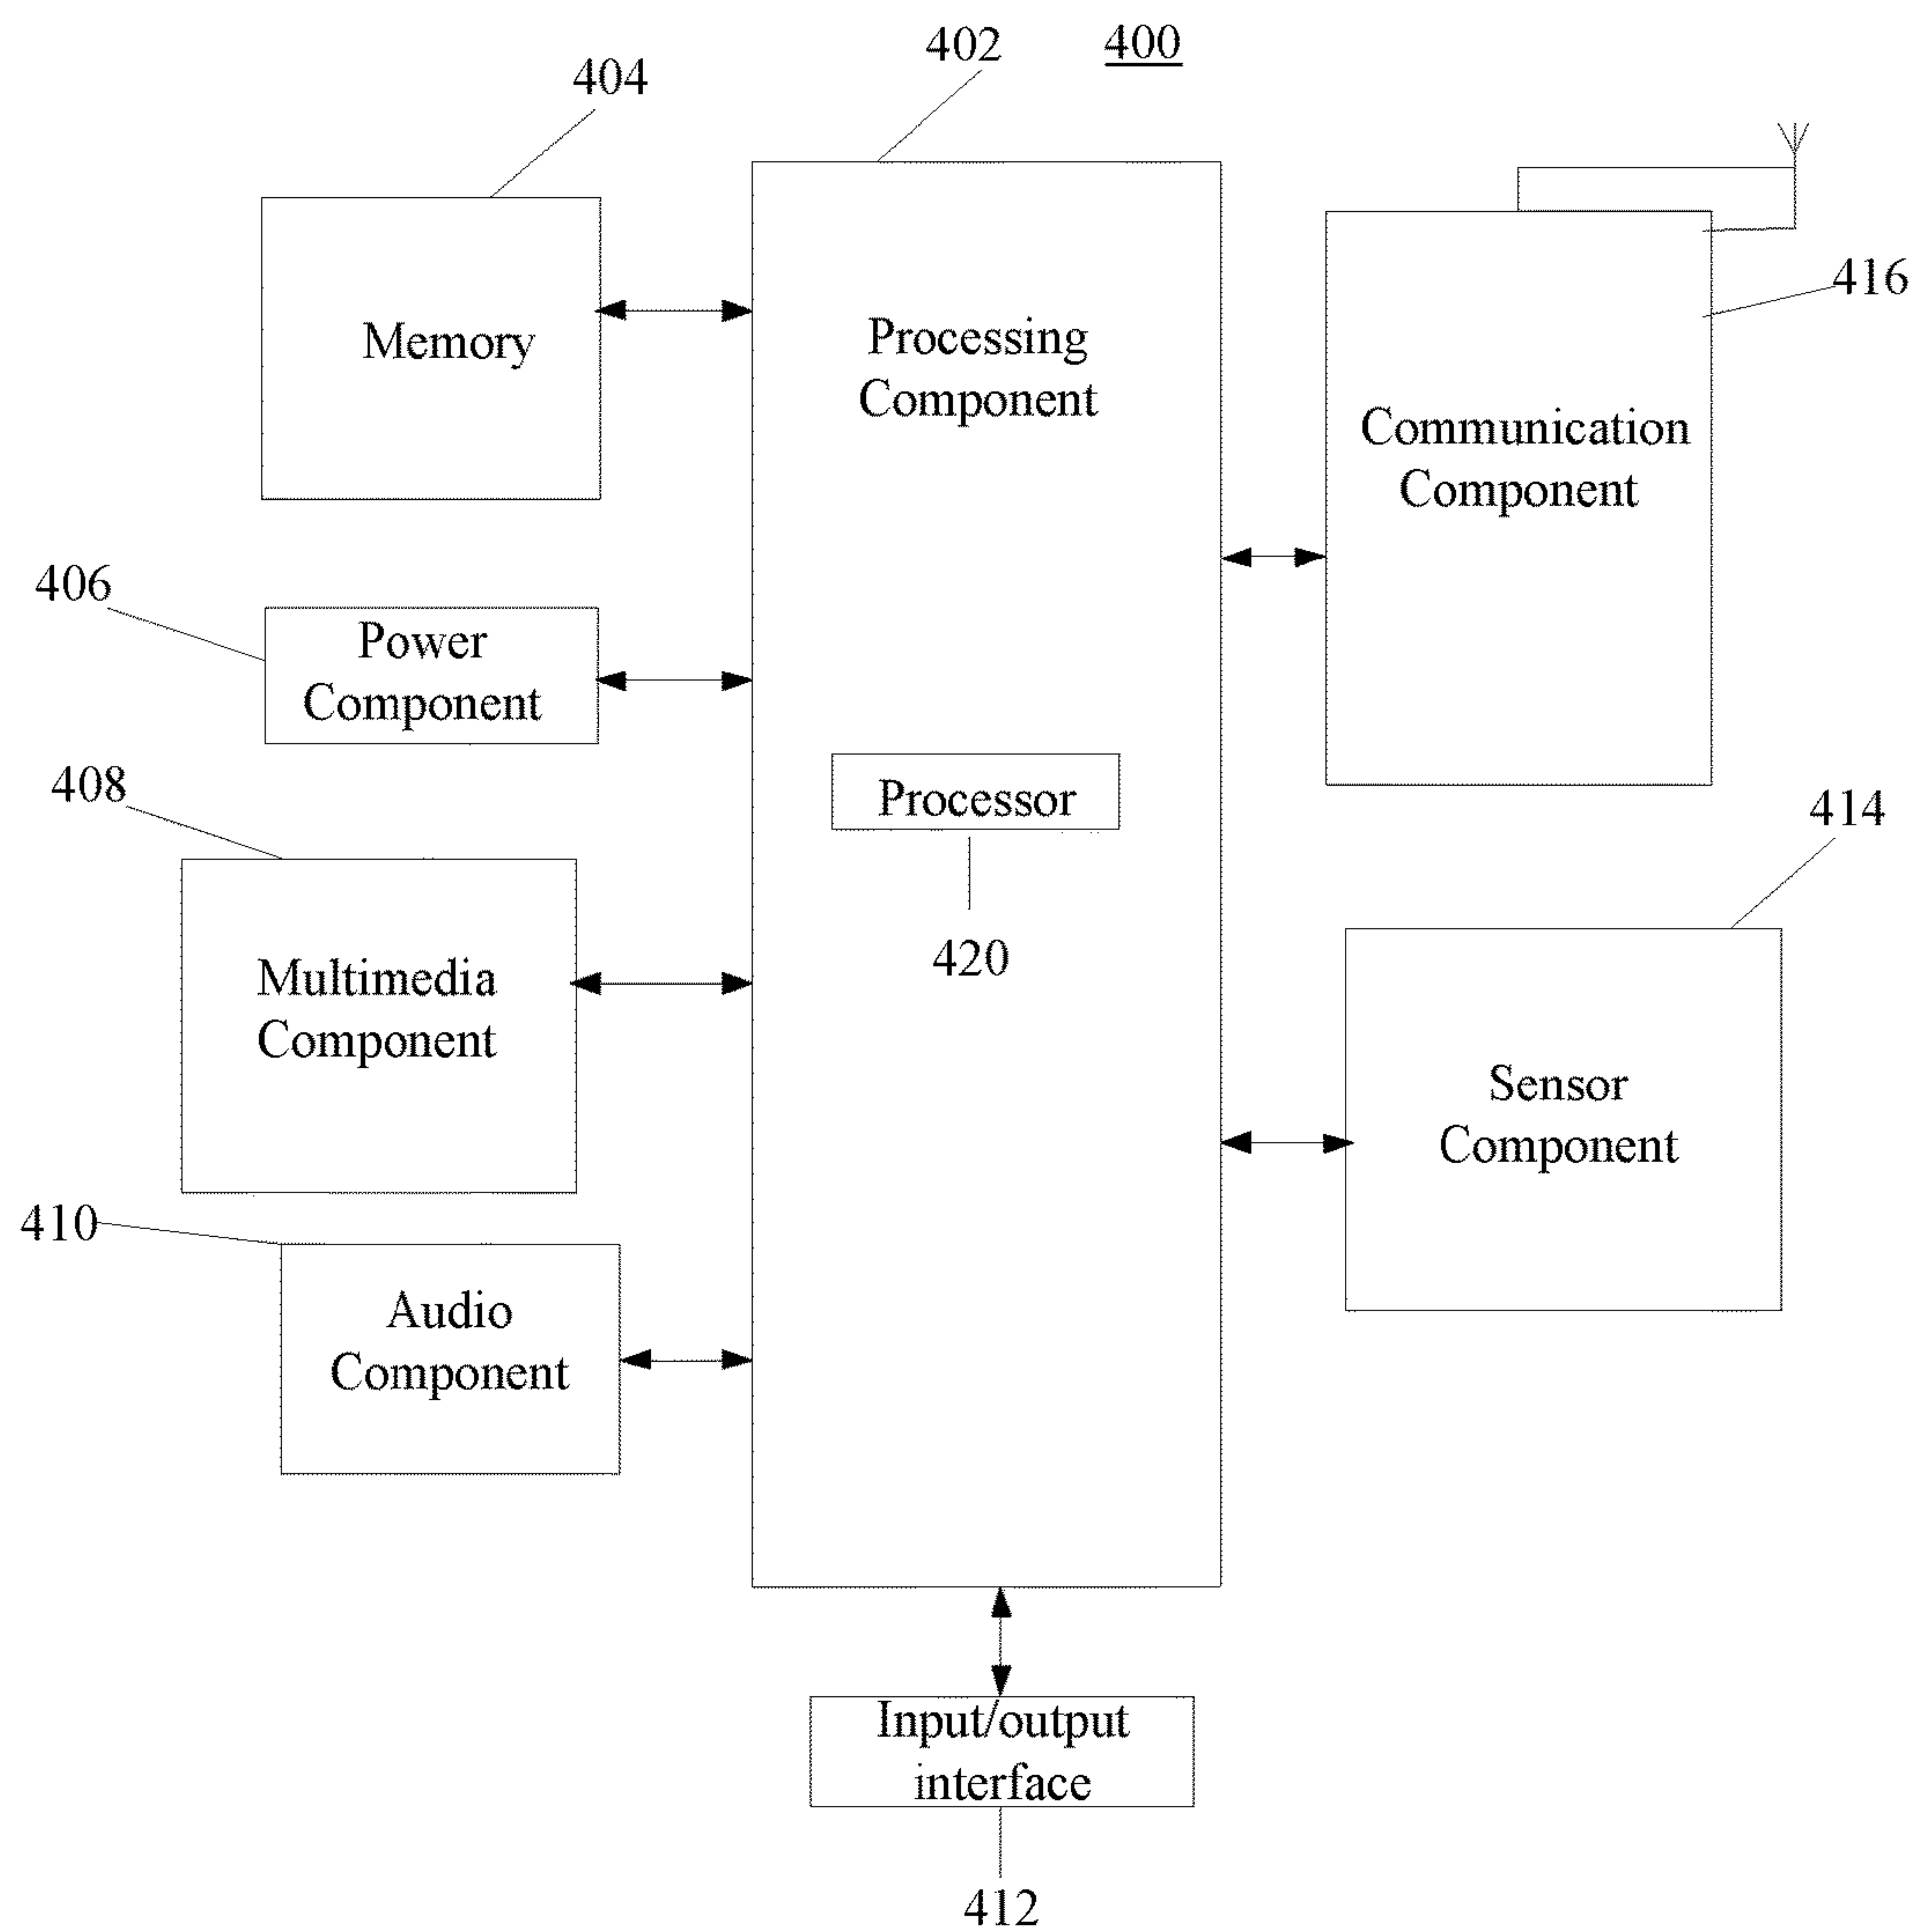 402
400
404
416
Memory
Processing
Component
Communication
Component
406
Power
Component
408
Processor
414
420
Multimedia
Component
Sensor
Component
410
Audio
Component
Input/output
interface
412